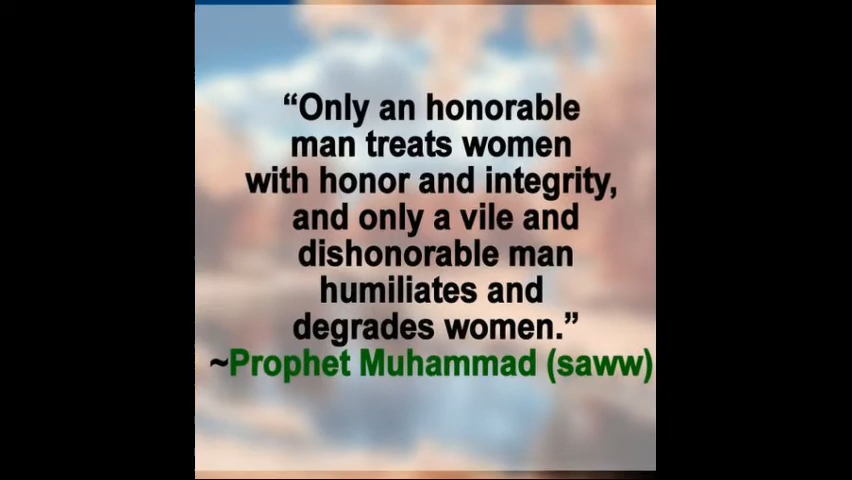 “Only an honorable
man treats women
with honor and integrity,
and only a vile and
dishonorable man
humiliates and
degrades women.”
~Prophet Muhammad (saww)